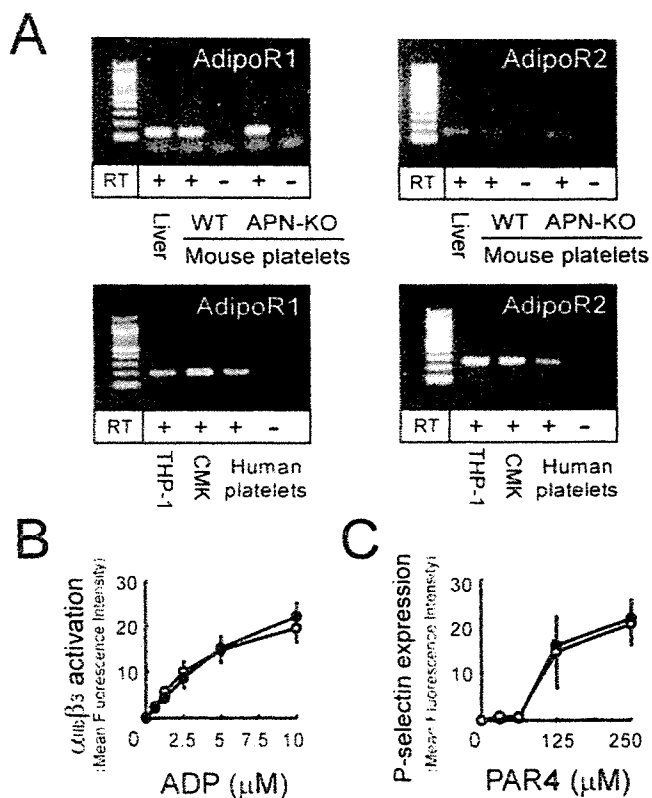 A
AdipoR1
RT + + - + -
Liver WT APN-KO
Mouse platelets
AdipoR2
RT + + - + -
Liver WT APN-KO
Mouse platelets
AdipoR1
RT + + + -
THP-1 CMK Human platelets
AdipoR2
RT + + + -
THP-1 CMK Human platelets
B
αIIbβ3 activation
(Mean Fluorescence Intensity)
30
20
10
0 2.5 5 10
ADP (μM)
C
P-selectin expression
(Mean Fluorescence Intensity)
30
20
10
0 125 250
PAR4 (μM)